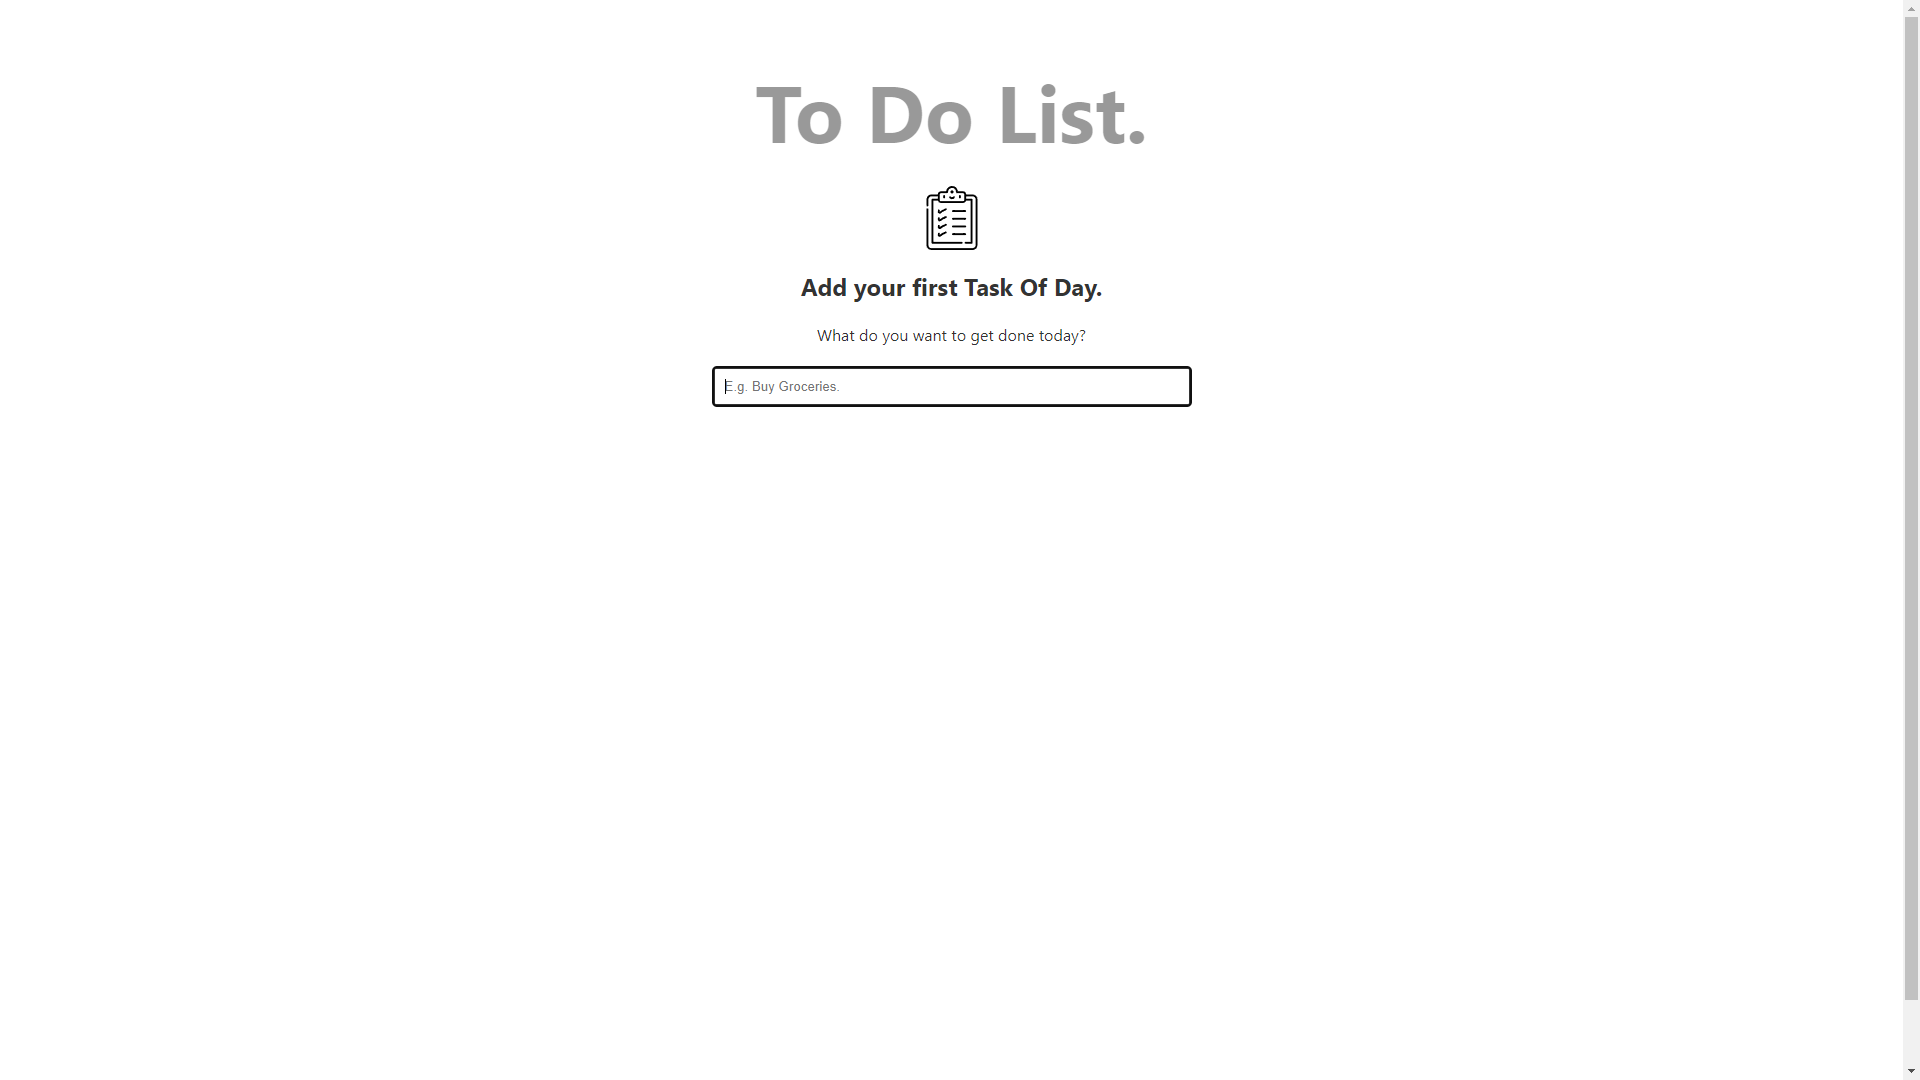 To Do List.
Add your first Task Of Day.
What do you want to get done today?
E.g. Buy Groceries.